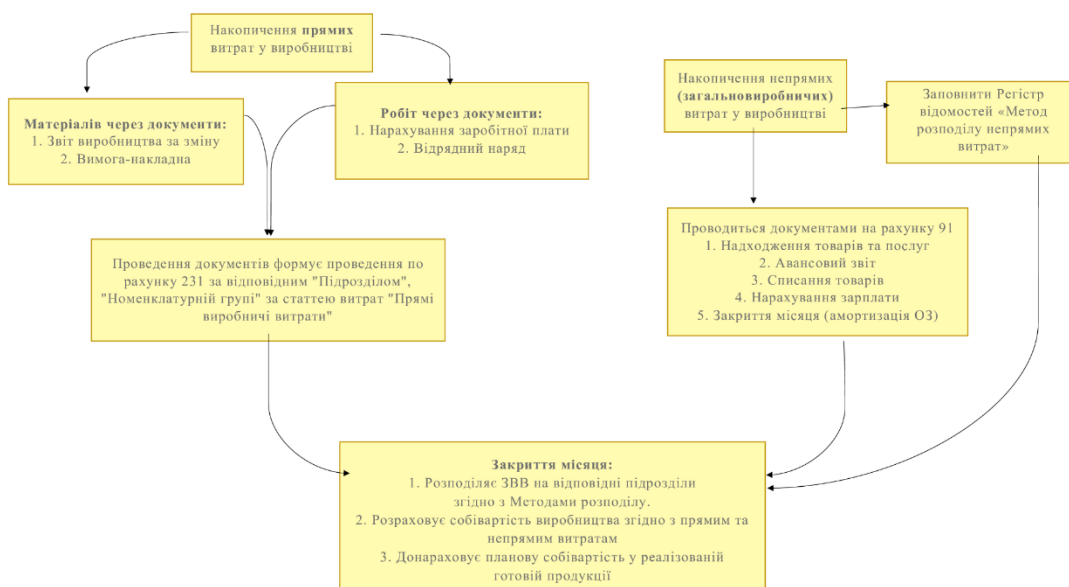 Накопичення прямих
витрат у виробництві
Матеріалів через документи:
1. Звіт виробництва за зміну
2. Вимога-накладна
Робіт через документи:
1. Нарахування заробітної плати
2. Відрядний наряд
Проведення документів формує проведення по
рахунку 231 за відповідним "Підрозділом",
"Номенклатурній групі" за статтею витрат "Прямі
виробничі витрати"
Накопичення непрямих
(загальновиробничих)
витрат у виробництві
Заповнити Регістр
відомостей «Метод
розподілу непрямих
витрат»
Проводиться документами на рахунку 91
1. Надходження товарів та послуг
2. Авансовий звіт
3. Списання товарів
4. Нарахування зарплати
5. Закриття місяця (амортизація ОЗ)
Закриття місяця:
1. Розподіляє ЗВВ на відповідні підрозділи
згідно з Методами розподілу.
2. Розраховує собівартість виробництва згідно з прямим та
непрямим витратам
3. Донараховує планову собівартість у реалізованій
готовій продукції